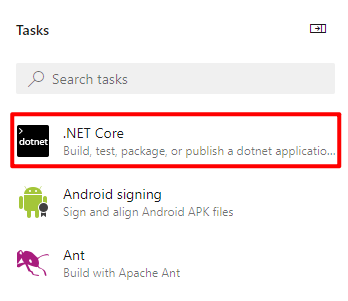 Tasks
Search tasks
dotnet
.NET Core
Build, test, package, or publish a dotnet applicatio...
Android signing
Sign and align Android APK files
Ant
Build with Apache Ant